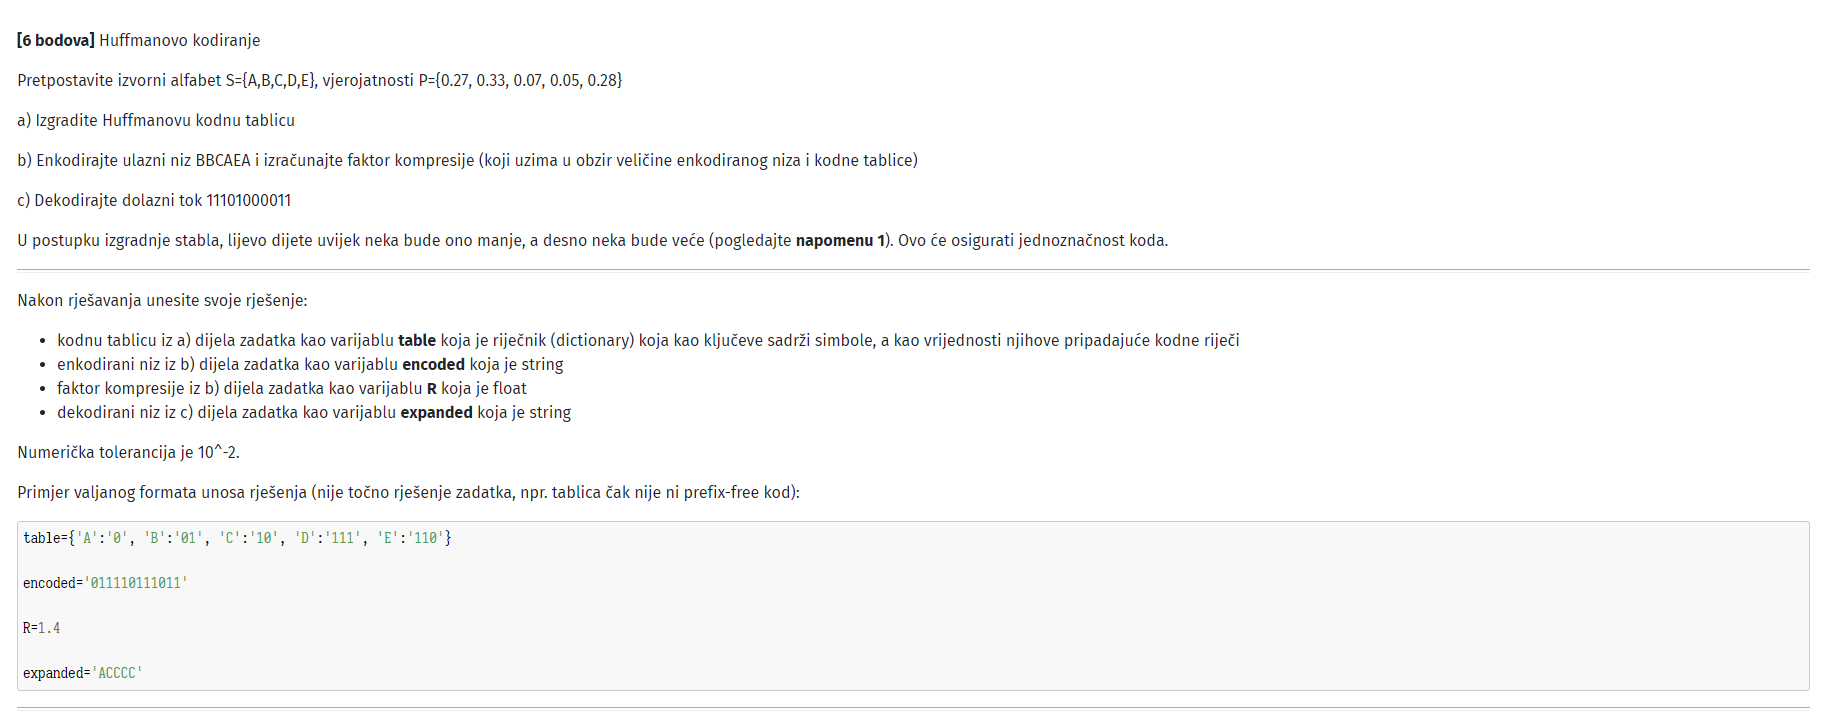 [6 bodova] Huffmanovo kodiranje
Pretpostavite izvorni alfabet S={A,B,C,D,E}, vjerojatnosti P={0.27, 0.33, 0.07, 0.05, 0.28}
a) Izgradite Huffmanovu kodnu tablicu
b) Enkodirajte ulazni niz BBCAEA i izračunajte faktor kompresije (koji uzima u obzir veličine enkodiranog niza i kodne tablice)
c) Dekodirajte dolazni tok 11101000011
U postupku izgradnje stabla, lijevo dijete uvijek neka bude ono manje, a desno neka bude veće (pogledajte napomenu 1). Ovo će osigurati jednoznačnost koda.
Nakon rješavanja unesite svoje rješenje:
• kodnu tablicu iz a) dijela zadatka kao varijablu table koja je riječnik (dictionary) koja kao ključeve sadrži simbole, a kao vrijednosti njihove pripadajuće kodne riječi
• enkodirani niz iz b) dijela zadatka kao varijablu encoded koja je string
• faktor kompresije iz b) dijela zadatka kao varijablu R koja je float
• dekodirani niz iz c) dijela zadatka kao varijablu expanded koja je string
Numerička tolerancija je 10^-2.
Primjer valjanog formata unosa rješenja (nije točno rješenje zadatka, npr. tablica čak nije ni prefix-free kod):
table={'A':'0', 'B':'01', 'C':'10', 'D':'111', 'E':'110'}
encoded='011110111011'
R=1.4
expanded='ACCCC'